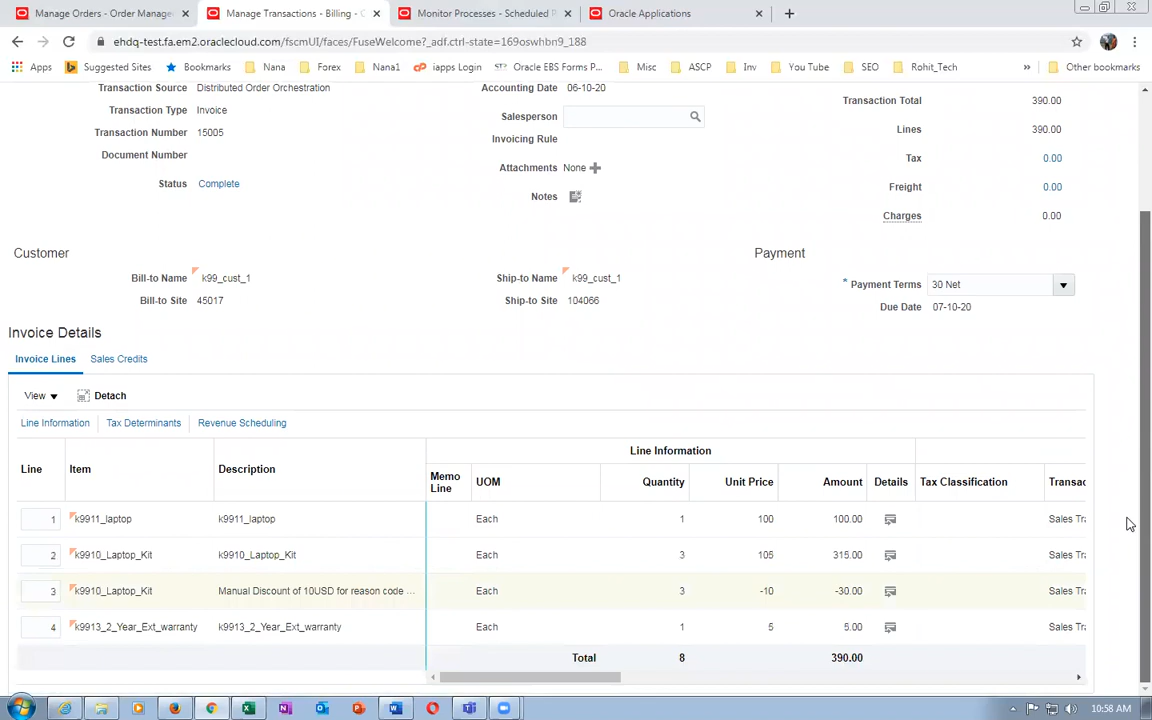 Manage Orders - Order Manage × Manage Transactions - Billing - C × Monitor Processes - Scheduled P × Oracle Applications × +
ehdq-test.fa.em2.oraclecloud.com/fscmUI/faces/FuseWelcome?_adf.ctrl-state=169oswhbn9_188
Apps Suggested Sites Bookmarks Nana Forex Nana1 iapps Login Oracle EBS Forms P... Misc ASCP Inv You Tube SEO Rohit_Tech » Other bookmarks
Transaction Source Distributed Order Orchestration
Transaction Type Invoice
Transaction Number 15005
Document Number
Status Complete
Accounting Date 06-10-20
Salesperson
Invoicing Rule
Attachments None
Notes
Transaction Total 390.00
Lines 390.00
Tax 0.00
Freight 0.00
Charges 0.00
Customer
Bill-to Name k99_cust_1
Bill-to Site 45017
Ship-to Name k99_cust_1
Ship-to Site 104066
Payment
* Payment Terms 30 Net
Due Date 07-10-20
Invoice Details
Invoice Lines Sales Credits
View Detach
Line Information Tax Determinants Revenue Scheduling
Line Information
Line Item Description Memo Line UOM Quantity Unit Price Amount Details Tax Classification Transac
1 k9911_laptop k9911_laptop Each 1 100 100.00 Sales Tra
2 k9910_Laptop_Kit k9910_Laptop_Kit Each 3 105 315.00 Sales Tra
3 k9910_Laptop_Kit Manual Discount of 10USD for reason code ... Each 3 -10 -30.00 Sales Tra
4 k9913_2_Year_Ext_warranty k9913_2_Year_Ext_warranty Each 1 5 5.00 Sales Tra
Total 8 390.00
10:58 AM